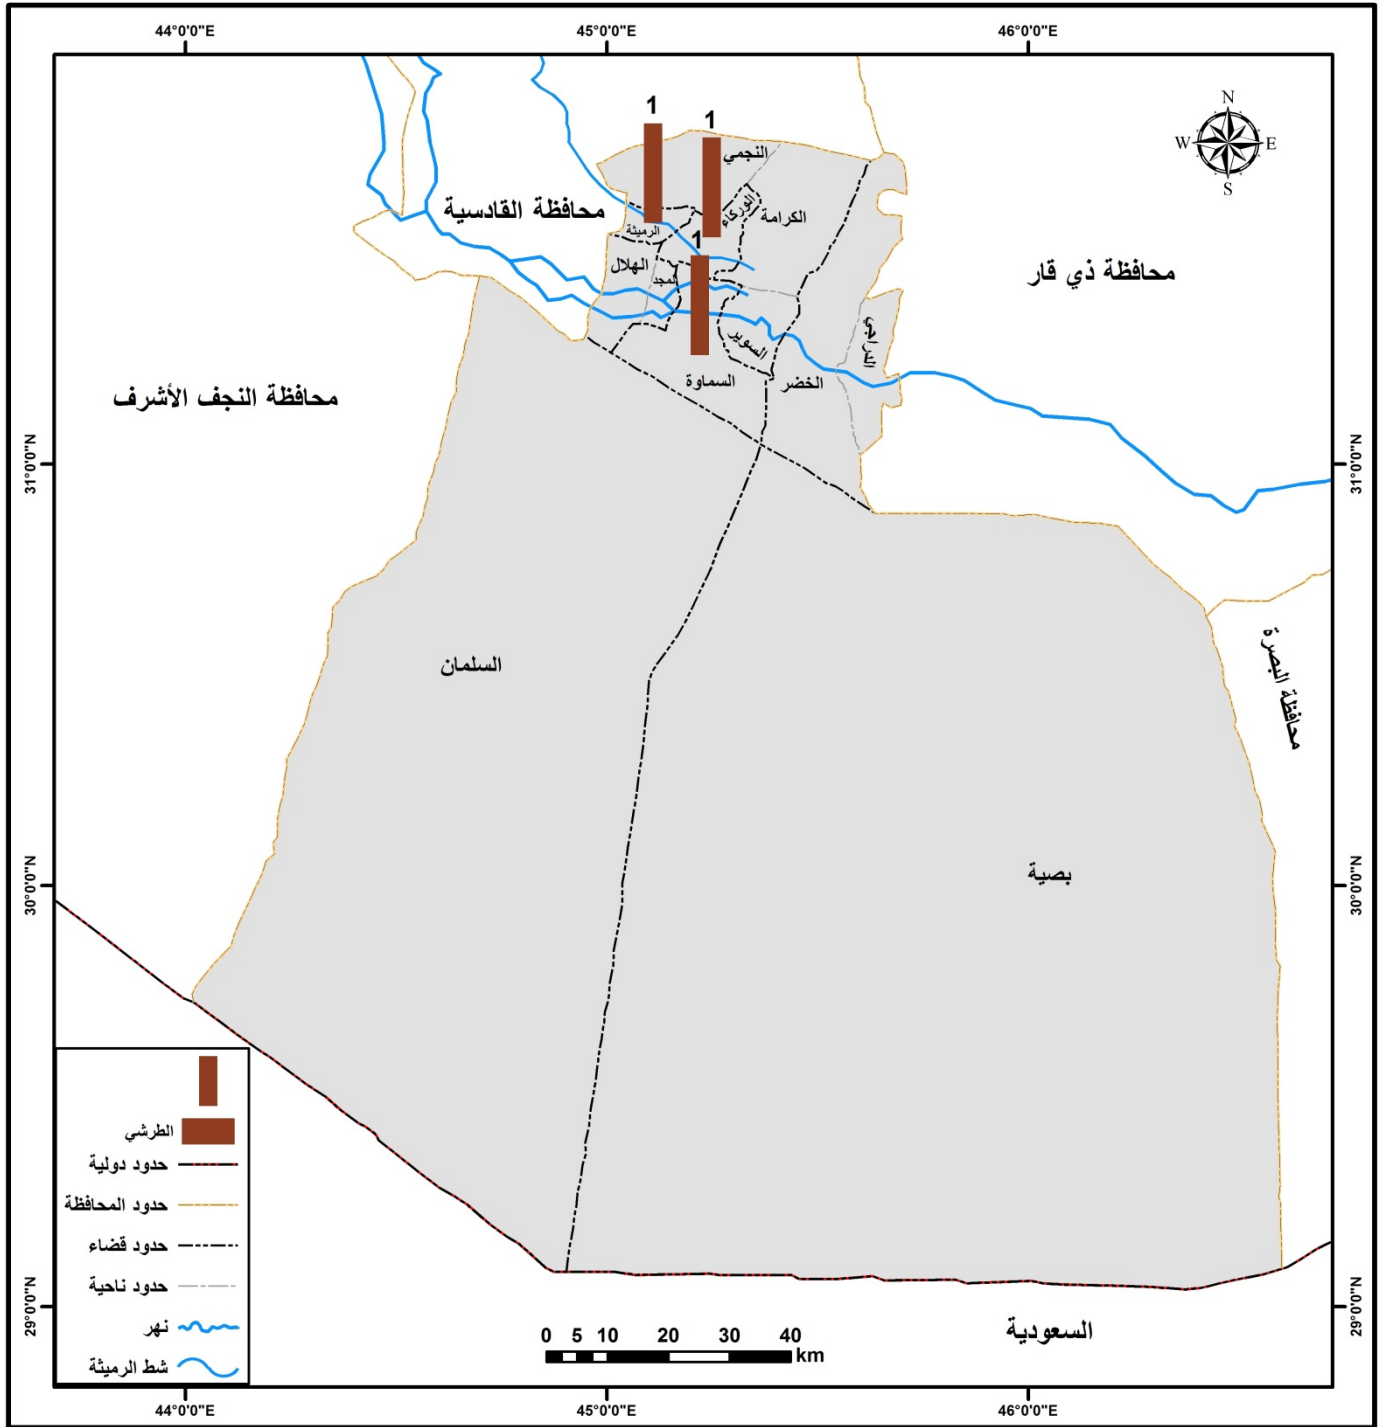 44°0'0"E
45°0'0"E
46°0'0"E
N
W
E
S
1
1
النجمي
الوركاء
الكرامة
محافظة القادسية
الرميثة
1
الهلال
المجد
محافظة ذي قار
الدراجي
السوير
السماوة
الخضر
محافظة النجف الأشرف
31°0'0"N
31°0'0"N
السلمان
محافظة البصرة
بصية
30°0'0"N
30°0'0"N
الطرشي
حدود دولية
حدود المحافظة
حدود قضاء
حدود ناحية
نهر
شط الرميثة
29°0'0"N
29°0'0"N
السعودية
0 5 10 20 30 40
km
44°0'0"E
45°0'0"E
46°0'0"E